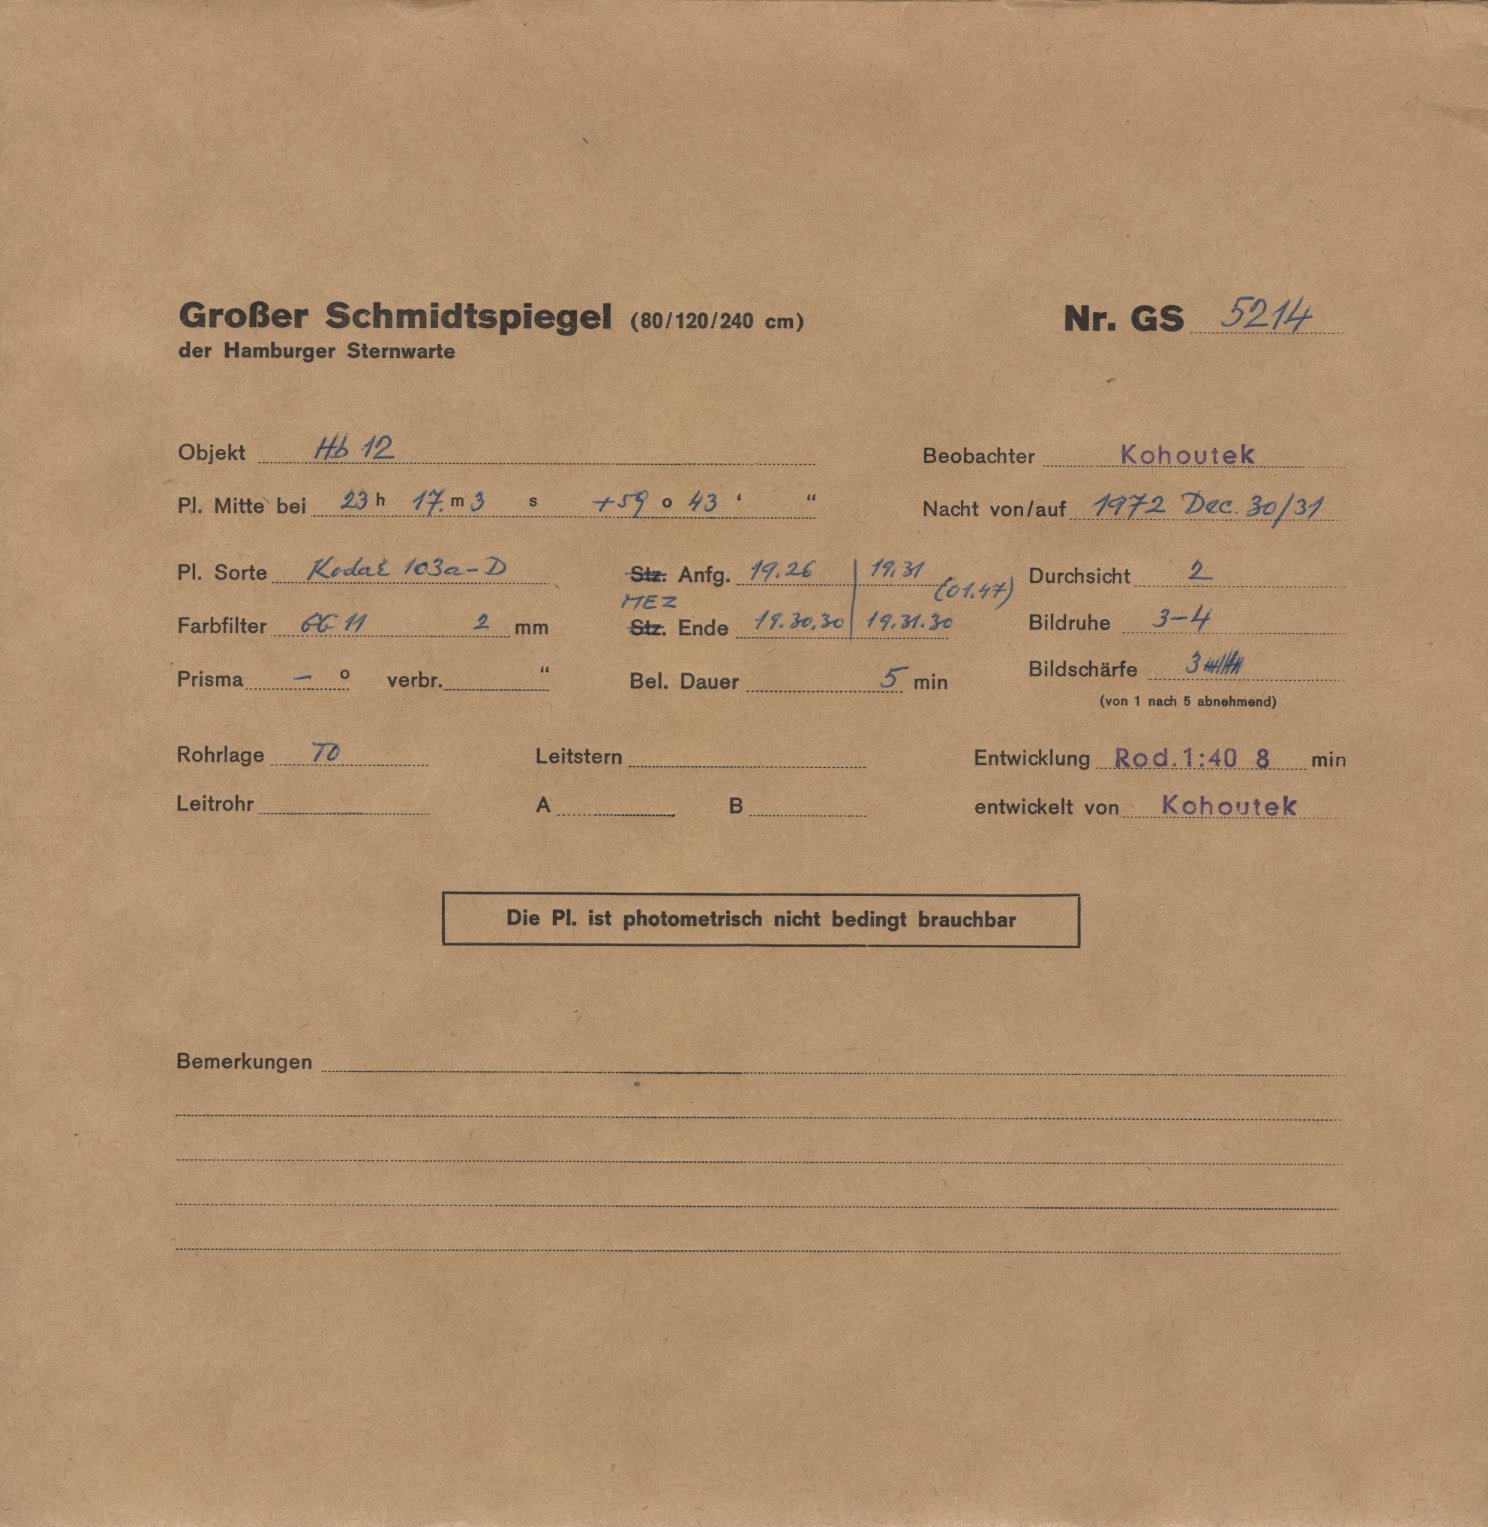 Großer Schmidtspiegel (80/120/240 cm) Nr. GS 5214
der Hamburger Sternwarte
Objekt Hb 12 Beobachter Kohoutek
Pl. Mitte bei 23 h 17. m 3 s +59 o 43 ‘ “ Nacht von/auf 1972 Dec. 30/31
Pl. Sorte Kodak 103a-D Stz. Anfg. 19.26 19.31 (01.47) Durchsicht 2
MEZ
Farbfilter GG 11 2 mm Stz. Ende 19.30.30 19.31.30 Bildruhe 3-4
Prisma – o verbr. “ Bel. Dauer 5 min Bildschärfe 3
(von 1 nach 5 abnehmend)
Rohrlage TO Leitstern Entwicklung Rod. 1:40 8 min
Leitrohr A B entwickelt von Kohoutek
Die Pl. ist photometrisch nicht bedingt brauchbar
Bemerkungen